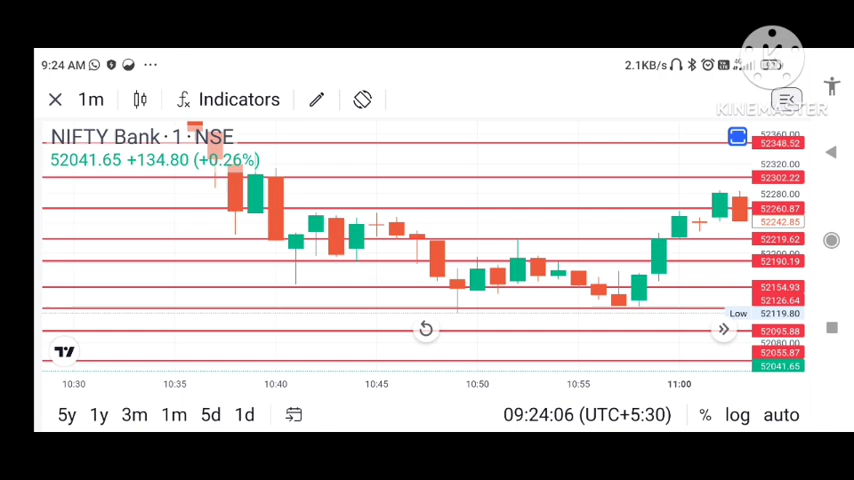 9:24 AM
2.1KB/s
KINEMASTER
1m
Indicators
NIFTY Bank · 1 · NSE
52041.65 +134.80 (+0.26%)
52360.00
52348.52
52320.00
52302.22
52280.00
52260.87
52242.85
52219.62
52200.00
52190.19
52154.93
52126.64
Low 52119.80
52095.88
52080.00
52055.87
52041.65
10:30 10:35 10:40 10:45 10:50 10:55 11:00
5y 1y 3m 1m 5d 1d
09:24:06 (UTC+5:30)
% log auto